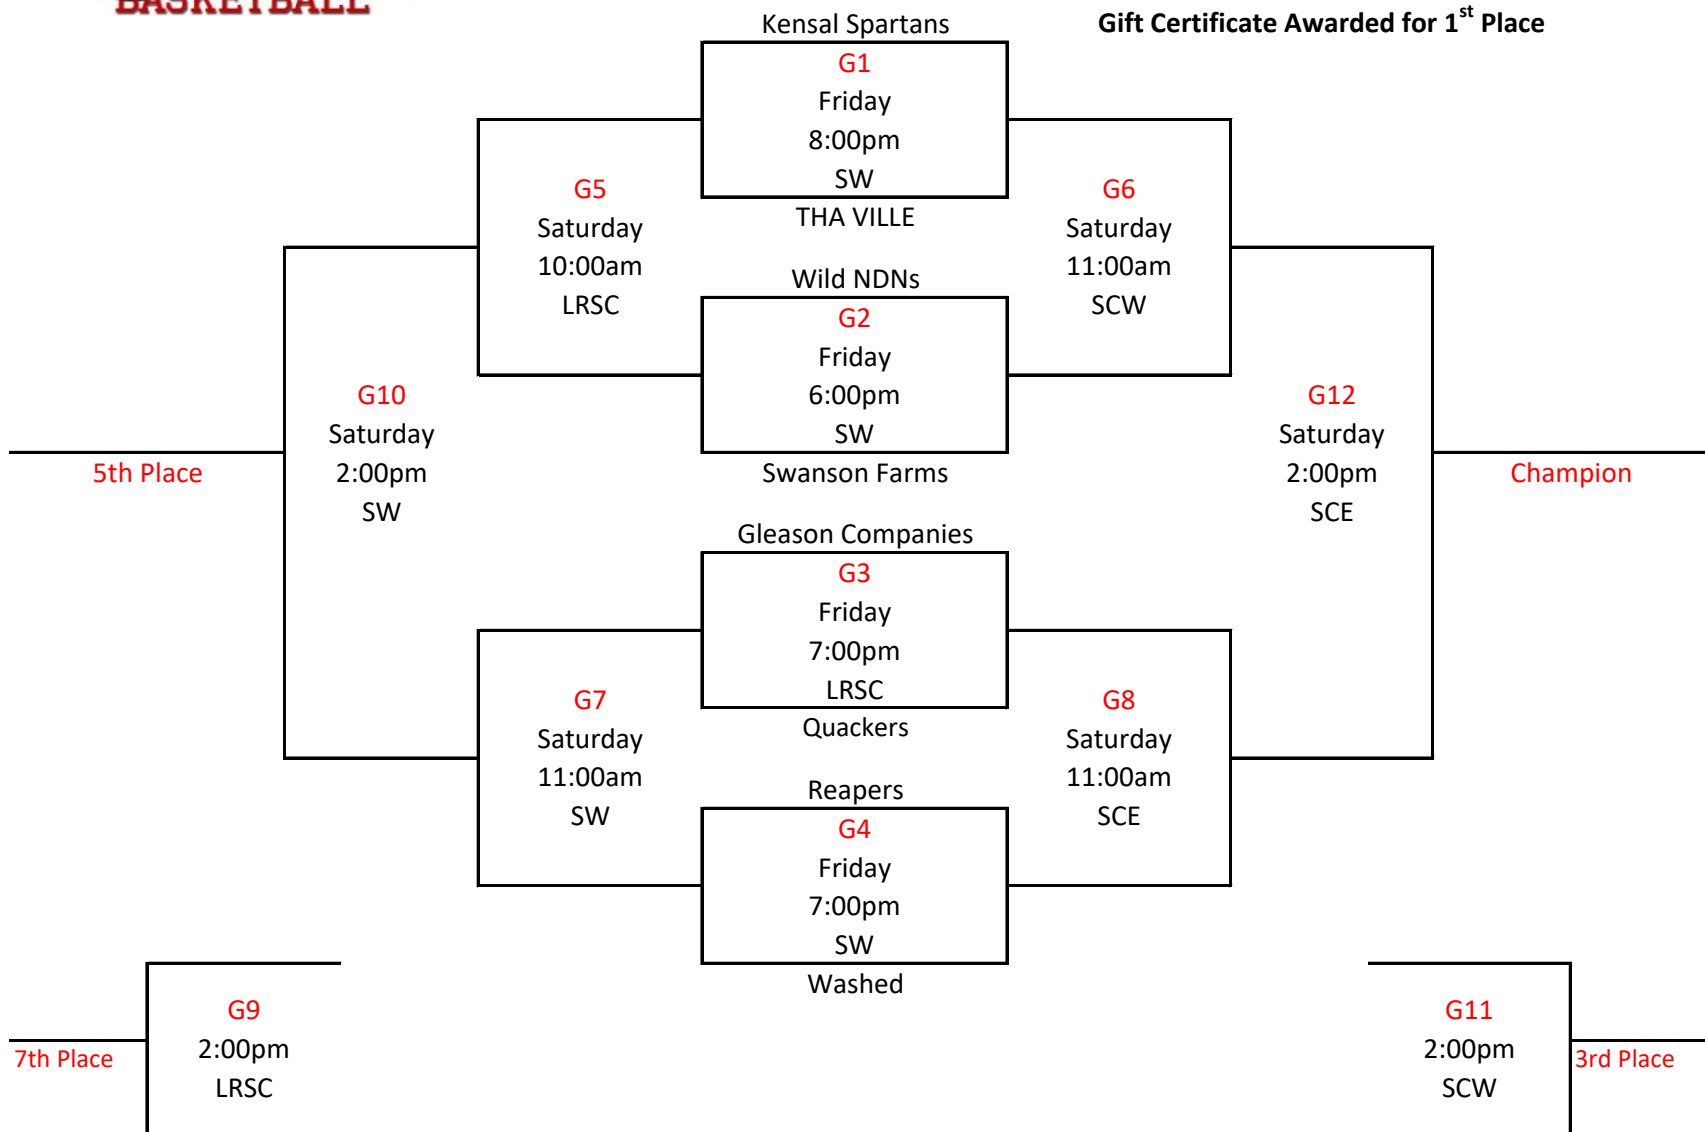 BASKETBALL
Gift Certificate Awarded for 1st Place
Kensal Spartans
G1
Friday
8:00pm
SW
THA VILLE
G5
Saturday
10:00am
LRSC
G6
Saturday
11:00am
SCW
Wild NDNs
G2
Friday
6:00pm
SW
Swanson Farms
G10
Saturday
2:00pm
SW
5th Place
G12
Saturday
2:00pm
SCE
Champion
Gleason Companies
G3
Friday
7:00pm
LRSC
Quackers
G7
Saturday
11:00am
SW
G8
Saturday
11:00am
SCE
Reapers
G4
Friday
7:00pm
SW
Washed
G9
2:00pm
LRSC
7th Place
G11
2:00pm
SCW
3rd Place